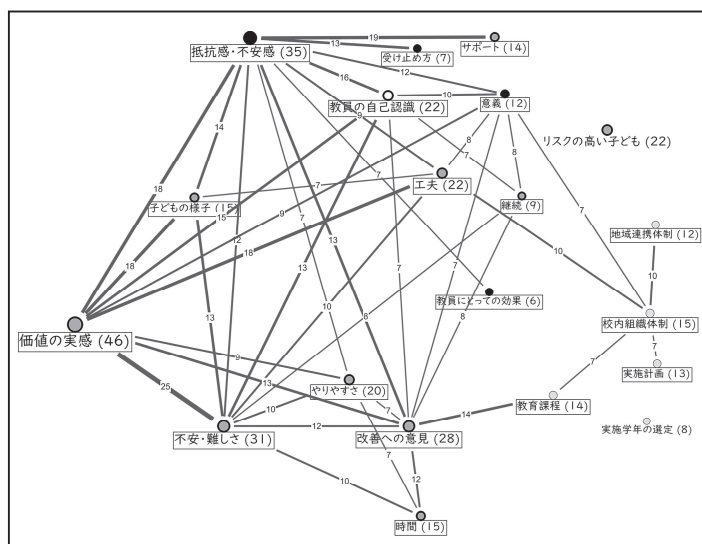 19
サポート (14)
抵抗感・不安感 (35)
13
受け止め方 (7)
12
16
10
教員の自己認識 (22)
意義 (12)
9
リスクの高い子ども (22)
14
8
7
8
18
7
工夫 (22)
7
継続 (9)
子どもの様子 (15)
15
9
7
7
地域連携体制 (12)
18
18
12
13
10
10
13
13
7
7
教員にとっての効果 (6)
10
8
8
校内組織体制 (15)
価値の実感 (46)
9
7
7
実施計画 (13)
25
13
やりやすさ (20)
10
7
教育課程 (14)
14
12
実施学年の選定 (8)
不安・難しさ (31)
改善への意見 (28)
7
10
12
時間 (15)